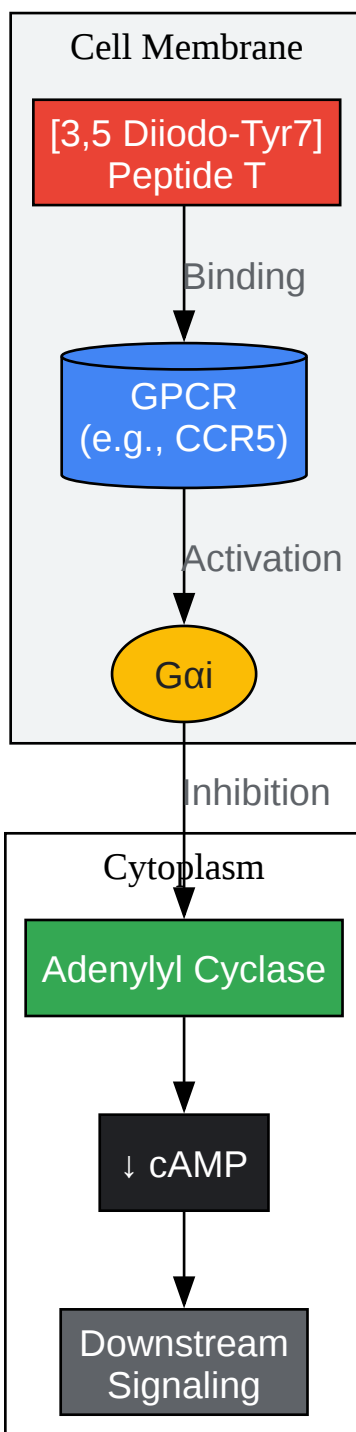 Cell Membrane
[3,5 Diiodo-Tyr7]
Peptide T
Binding
GPCR
(e.g., CCR5)
Activation
Gαi
Inhibition
Cytoplasm
Adenylyl Cyclase
↓ cAMP
Downstream
Signaling